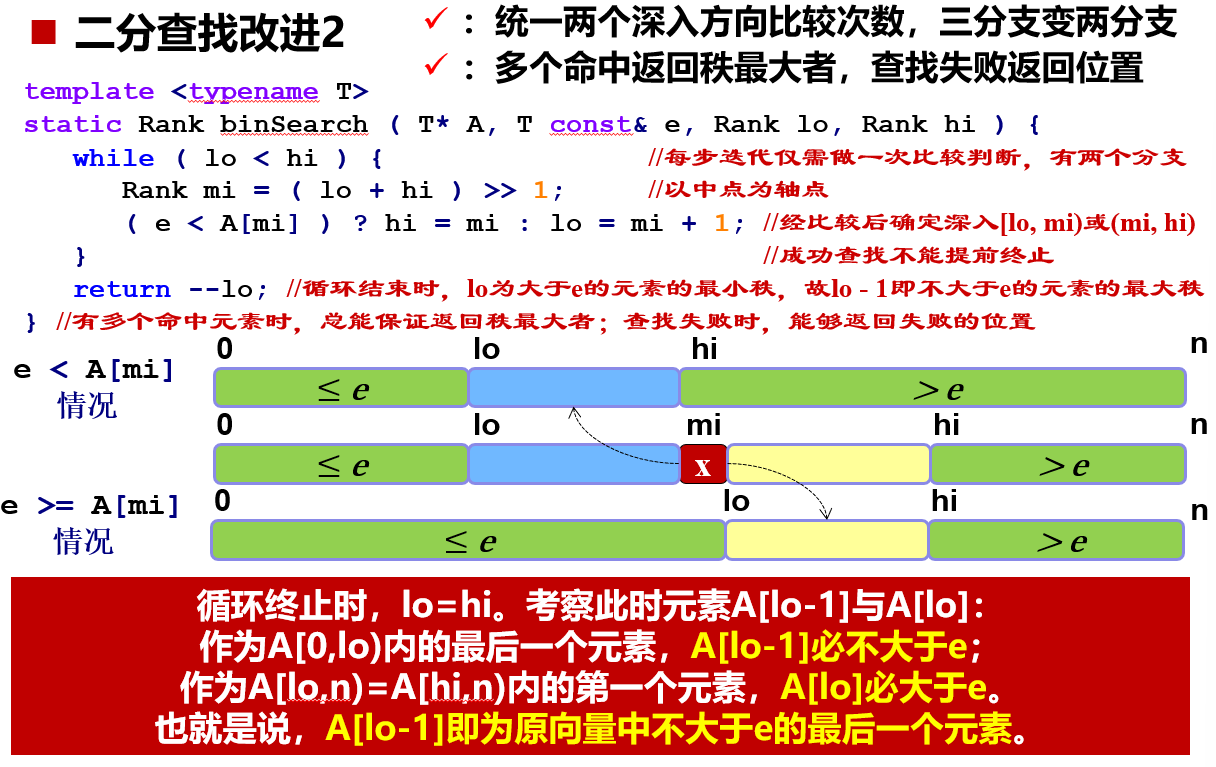 ■ 二分查找改进2
✓ ：统一两个深入方向比较次数，三分支变两分支
✓ ：多个命中返回秩最大者，查找失败返回位置
template <typename T>
static Rank binSearch ( T* A, T const& e, Rank lo, Rank hi ) {
while ( lo < hi ) { //每步迭代仅需做一次比较判断，有两个分支
Rank mi = ( lo + hi ) >> 1; //以中点为轴点
( e < A[mi] ) ? hi = mi : lo = mi + 1; //经比较后确定深入[lo, mi)或(mi, hi)
} //成功查找不能提前终止
return --lo; //循环结束时，lo为大于e的元素的最小秩，故lo - 1即不大于e的元素的最大秩
} //有多个命中元素时，总能保证返回秩最大者；查找失败时，能够返回失败的位置
0 lo hi n
e < A[mi]
情况
≤ e > e
0 lo mi hi n
≤ e x > e
e >= A[mi]
情况
0 lo hi n
≤ e > e
循环终止时，lo=hi。考察此时元素A[lo-1]与A[lo]：
作为A[0,lo)内的最后一个元素，A[lo-1]必不大于e；
作为A[lo,n)=A[hi,n)内的第一个元素，A[lo]必大于e。
也就是说，A[lo-1]即为原向量中不大于e的最后一个元素。